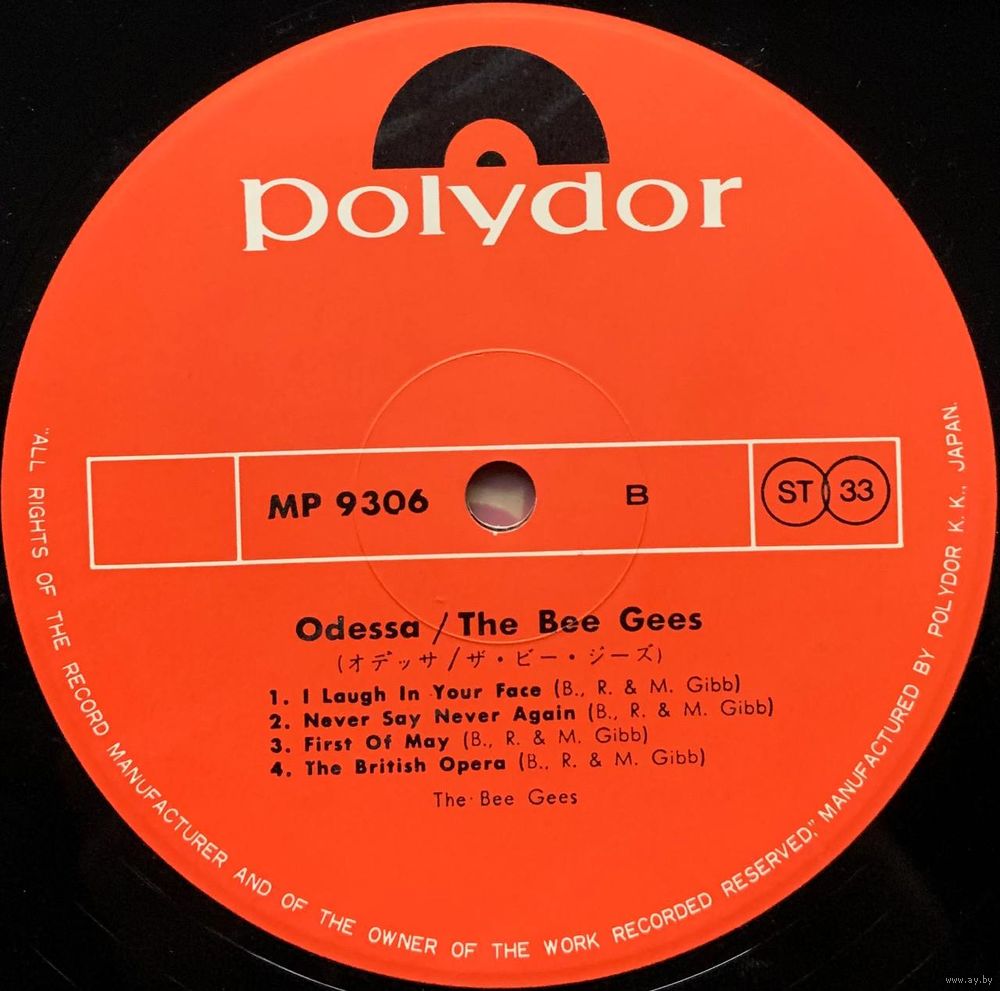 polydor
MP 9306
B
ST 33
Odessa / The Bee Gees
(オデッサ/ザ・ビー・ジーズ)
1. I Laugh In Your Face (B., R. & M. Gibb)
2. Never Say Never Again (B., R. & M. Gibb)
3. First Of May (B., R. & M. Gibb)
4. The British Opera (B., R. & M. Gibb)
The Bee Gees
"ALL RIGHTS OF THE RECORD MANUFACTURER AND OF THE OWNER OF THE WORK RECORDED RESERVED," MANUFACTURED BY POLYDOR K. K., JAPAN.
www.ay.by